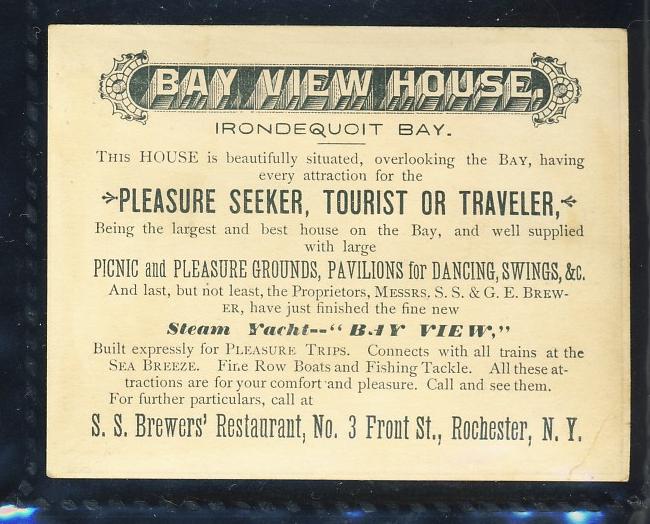 BAY VIEW HOUSE.
IRONDEQUOIT BAY.
THIS HOUSE is beautifully situated, overlooking the BAY, having
every attraction for the
PLEASURE SEEKER, TOURIST OR TRAVELER,
Being the largest and best house on the Bay, and well supplied
with large
PICNIC and PLEASURE GROUNDS, PAVILIONS for DANCING, SWINGS, &c.
And last, but not least, the Proprietors, MESSRS. S. S. & G. E. BREW-
ER, have just finished the fine new
Steam Yacht--"BAY VIEW,"
Built expressly for PLEASURE TRIPS. Connects with all trains at the
SEA BREEZE. Fine Row Boats and Fishing Tackle. All these at-
tractions are for your comfort and pleasure. Call and see them.
For further particulars, call at
S. S. Brewers' Restaurant, No. 3 Front St., Rochester, N. Y.